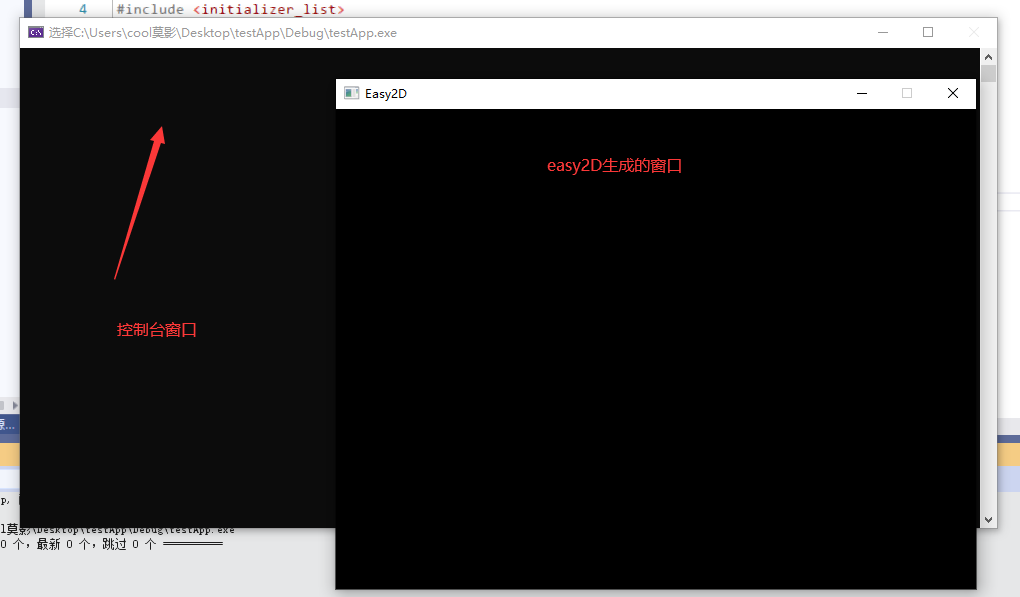 4 #include <initializer_list>
选择C:\Users\cool莫影\Desktop\testApp\Debug\testApp.exe
Easy2D
easy2D生成的窗口
控制台窗口
l莫影\Desktop\testApp\Debug\testApp.exe
0 个，最新 0 个，跳过 0 个 ==========